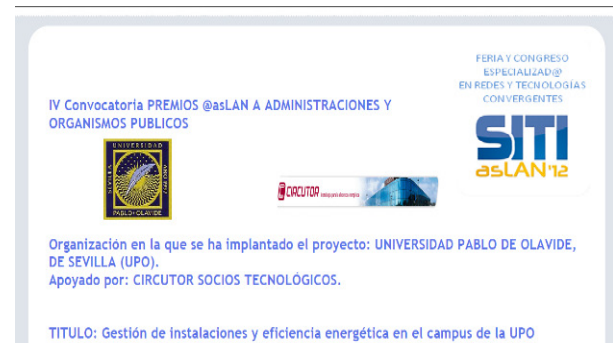 FERIA Y CONGRESO
ESPECIALIZAD@
EN REDES Y TECNOLOGÍAS
CONVERGENTES
SITI
asLAN'12
IV Convocatoria PREMIOS @asLAN A ADMINISTRACIONES Y
ORGANISMOS PUBLICOS
UNIVERSIDAD
SEVILLA
PABLO·OLAVIDE
CIRCUTOR
Organización en la que se ha implantado el proyecto: UNIVERSIDAD PABLO DE OLAVIDE,
DE SEVILLA (UPO).
Apoyado por: CIRCUTOR SOCIOS TECNOLÓGICOS.
TITULO: Gestión de instalaciones y eficiencia energética en el campus de la UPO